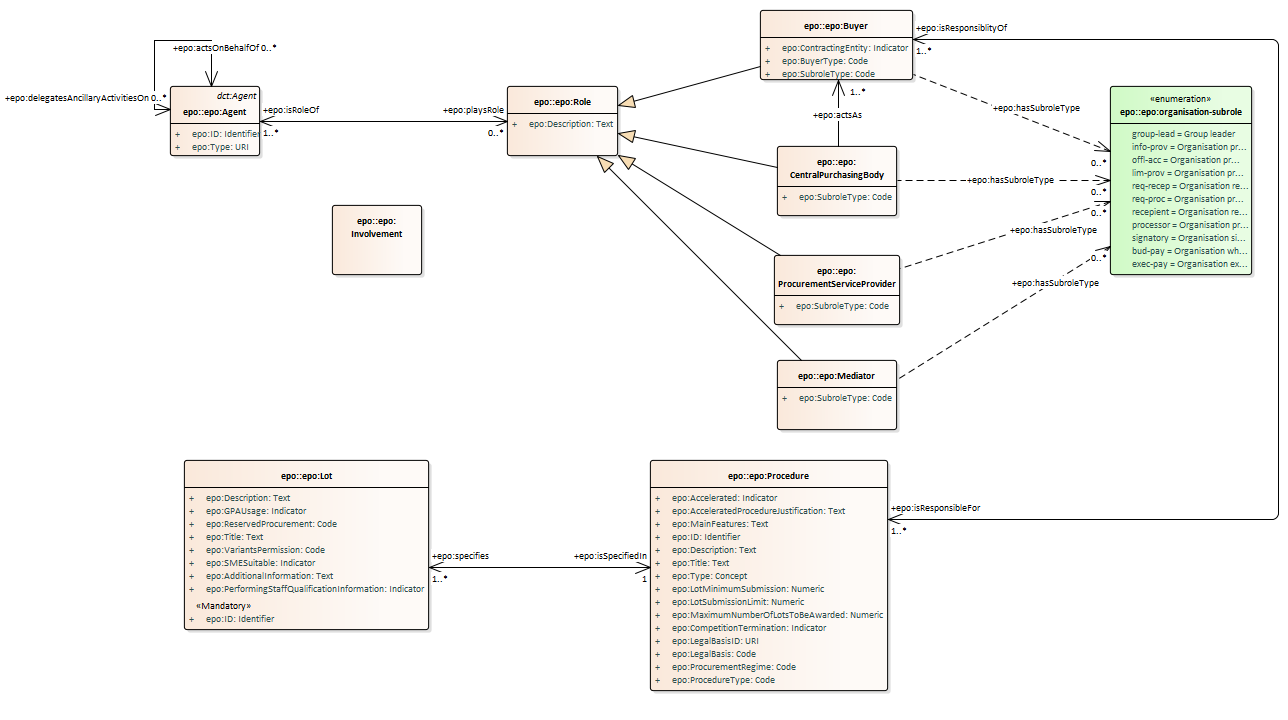 +epo:actsOnBehalfOf 0..*
+epo:delegatesAncillaryActivitiesOn 0..*
dct:Agent
epo::epo:Agent
+ epo:ID: Identifier
+ epo:Type: URI
+epo:isRoleOf
1..*
+epo:playsRole
0..*
epo::epo:Role
+ epo:Description: Text
epo::epo:
Involvement
epo::epo:Buyer
+ epo:ContractingEntity: Indicator
+ epo:BuyerType: Code
+ epo:SubroleType: Code
+epo:isResponsiblityOf
1..*
+epo:hasSubroleType
0..*
1..*
+epo:actsAs
epo::epo:
CentralPurchasingBody
+ epo:SubroleType: Code
+epo:hasSubroleType
0..*
epo::epo:
ProcurementServiceProvider
+ epo:SubroleType: Code
+epo:hasSubroleType
0..*
epo::epo:Mediator
+ epo:SubroleType: Code
+epo:hasSubroleType
0..*
«enumeration»
epo::epo:organisation-subrole
group-lead = Group leader
info-prov = Organisation pr...
offl-acc = Organisation pr...
lim-prov = Organisation pr...
req-recep = Organisation re...
req-proc = Organisation pr...
recepient = Organisation re...
processor = Organisation pr...
signatory = Organisation si...
bud-pay = Organisation wh...
exec-pay = Organisation ex...
epo::epo:Lot
+ epo:Description: Text
+ epo:GPAUsage: Indicator
+ epo:ReservedProcurement: Code
+ epo:Title: Text
+ epo:VariantsPermission: Code
+ epo:SMESuitable: Indicator
+ epo:AdditionalInformation: Text
+ epo:PerformingStaffQualificationInformation: Indicator
«Mandatory»
+ epo:ID: Identifier
+epo:specifies
1..*
+epo:isSpecifiedIn
1
epo::epo:Procedure
+ epo:Accelerated: Indicator
+ epo:AcceleratedProcedureJustification: Text
+ epo:MainFeatures: Text
+ epo:ID: Identifier
+ epo:Description: Text
+ epo:Title: Text
+ epo:Type: Concept
+ epo:LotMinimumSubmission: Numeric
+ epo:LotSubmissionLimit: Numeric
+ epo:MaximumNumberOfLotsToBeAwarded: Numeric
+ epo:CompetitionTermination: Indicator
+ epo:LegalBasisID: URI
+ epo:LegalBasis: Code
+ epo:ProcurementRegime: Code
+ epo:ProcedureType: Code
+epo:isResponsibleFor
1..*